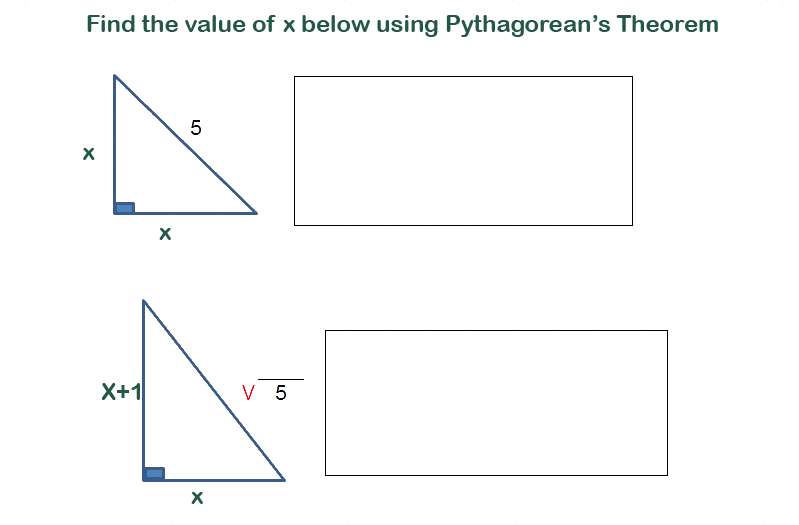 Find the value of x below using Pythagorean’s Theorem
5
x
x
X+1
√5
x